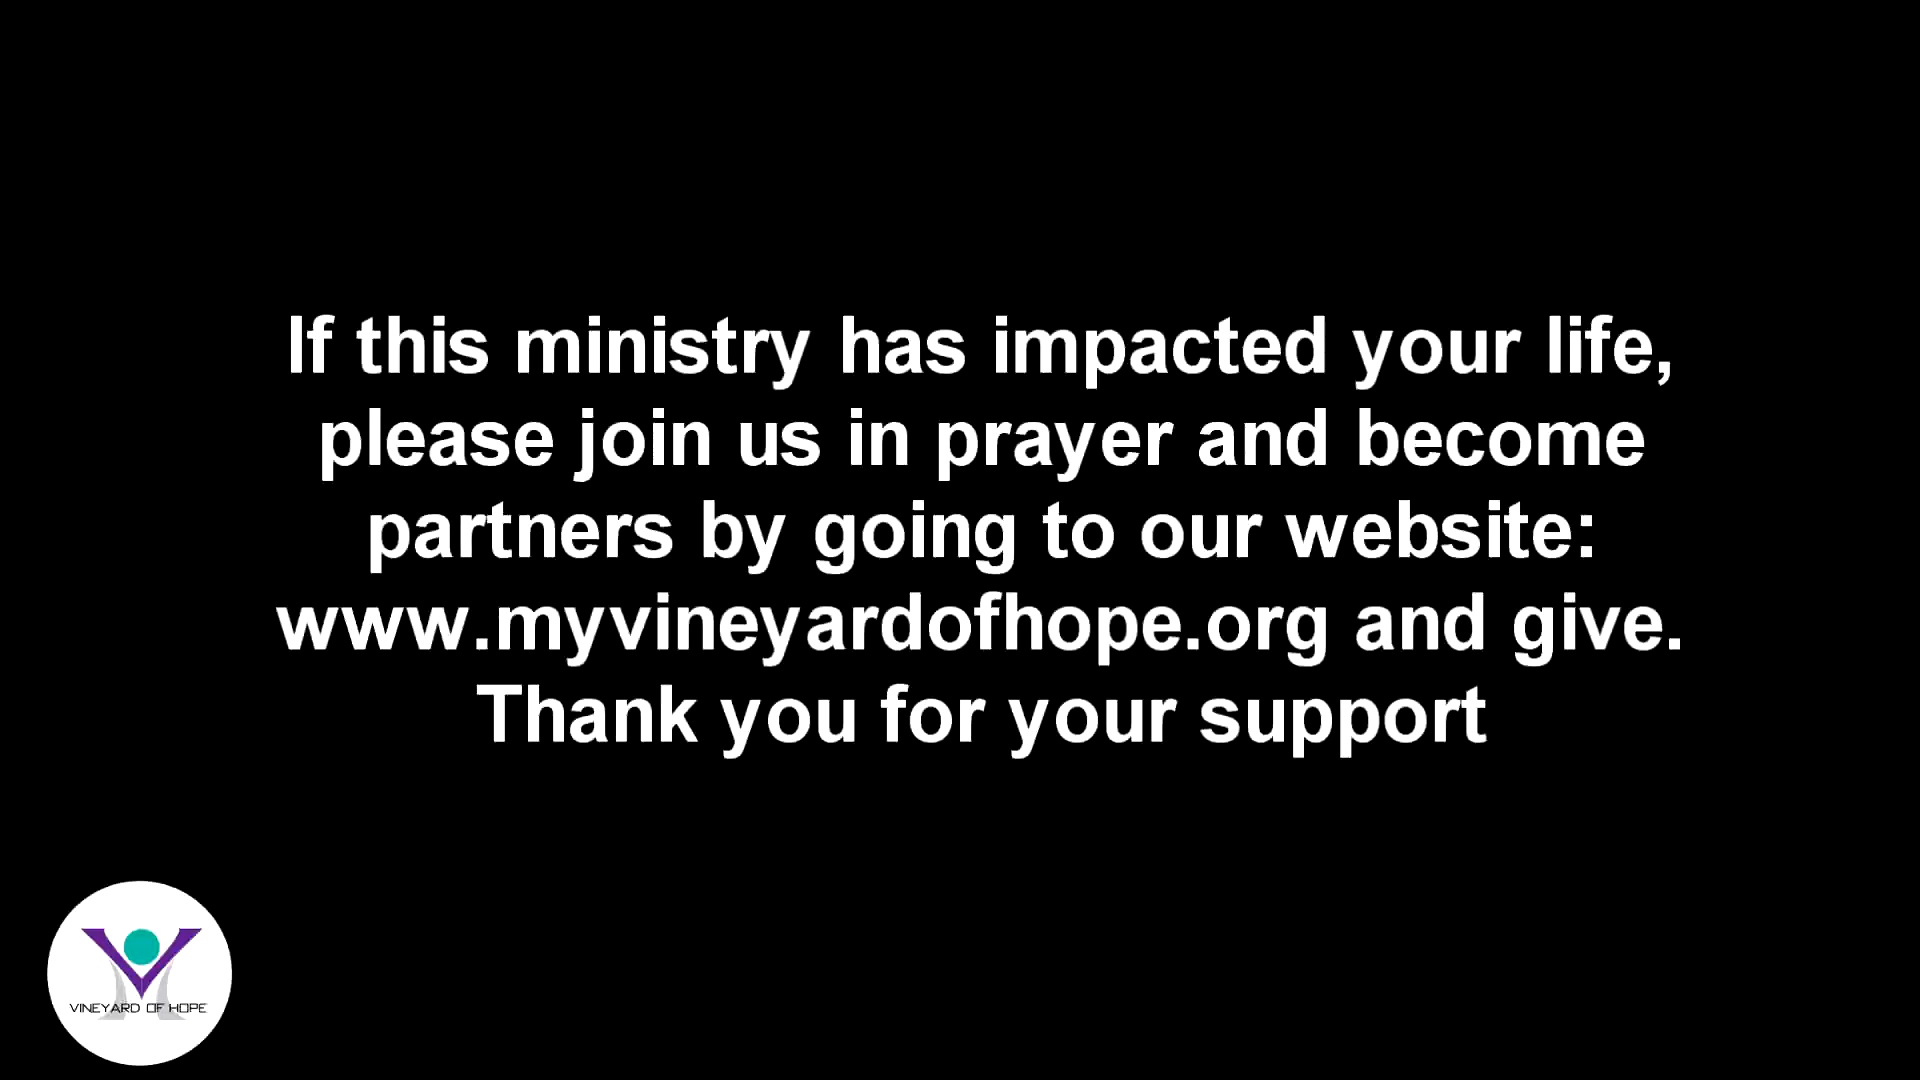 If this ministry has impacted your life,
please join us in prayer and become
partners by going to our website:
www.myvineyardofhope.org and give.
Thank you for your support
VINEYARD OF HOPE